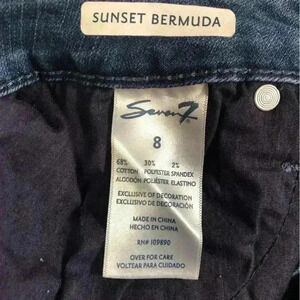 SUNSET BERMUDA
Seven7
8
68% 30% 2%
COTTON POLYESTER SPANDEX
ALGODÓN POLIÉSTER ELASTINO
EXCLUSIVE OF DECORATION
EXCLUSIVO DE DECORACIÓN
MADE IN CHINA
HECHO EN CHINA
RN# 109890
OVER FOR CARE
VOLTEAR PARA CUIDADO